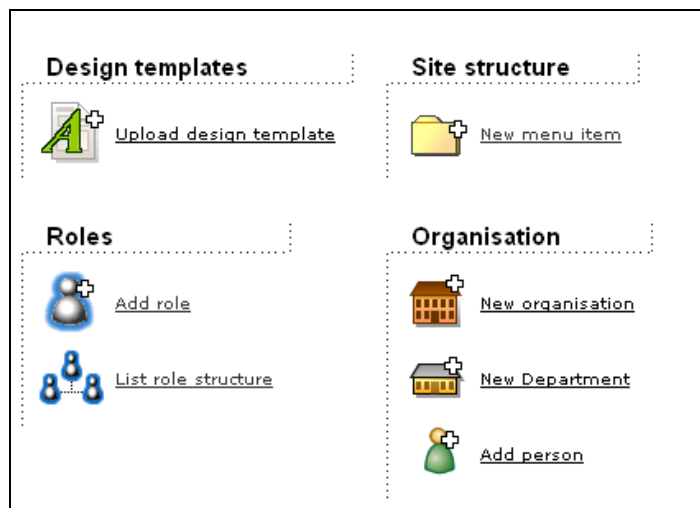 Design templates
Upload design template
Site structure
New menu item
Roles
Add role
List role structure
Organisation
New organisation
New Department
Add person